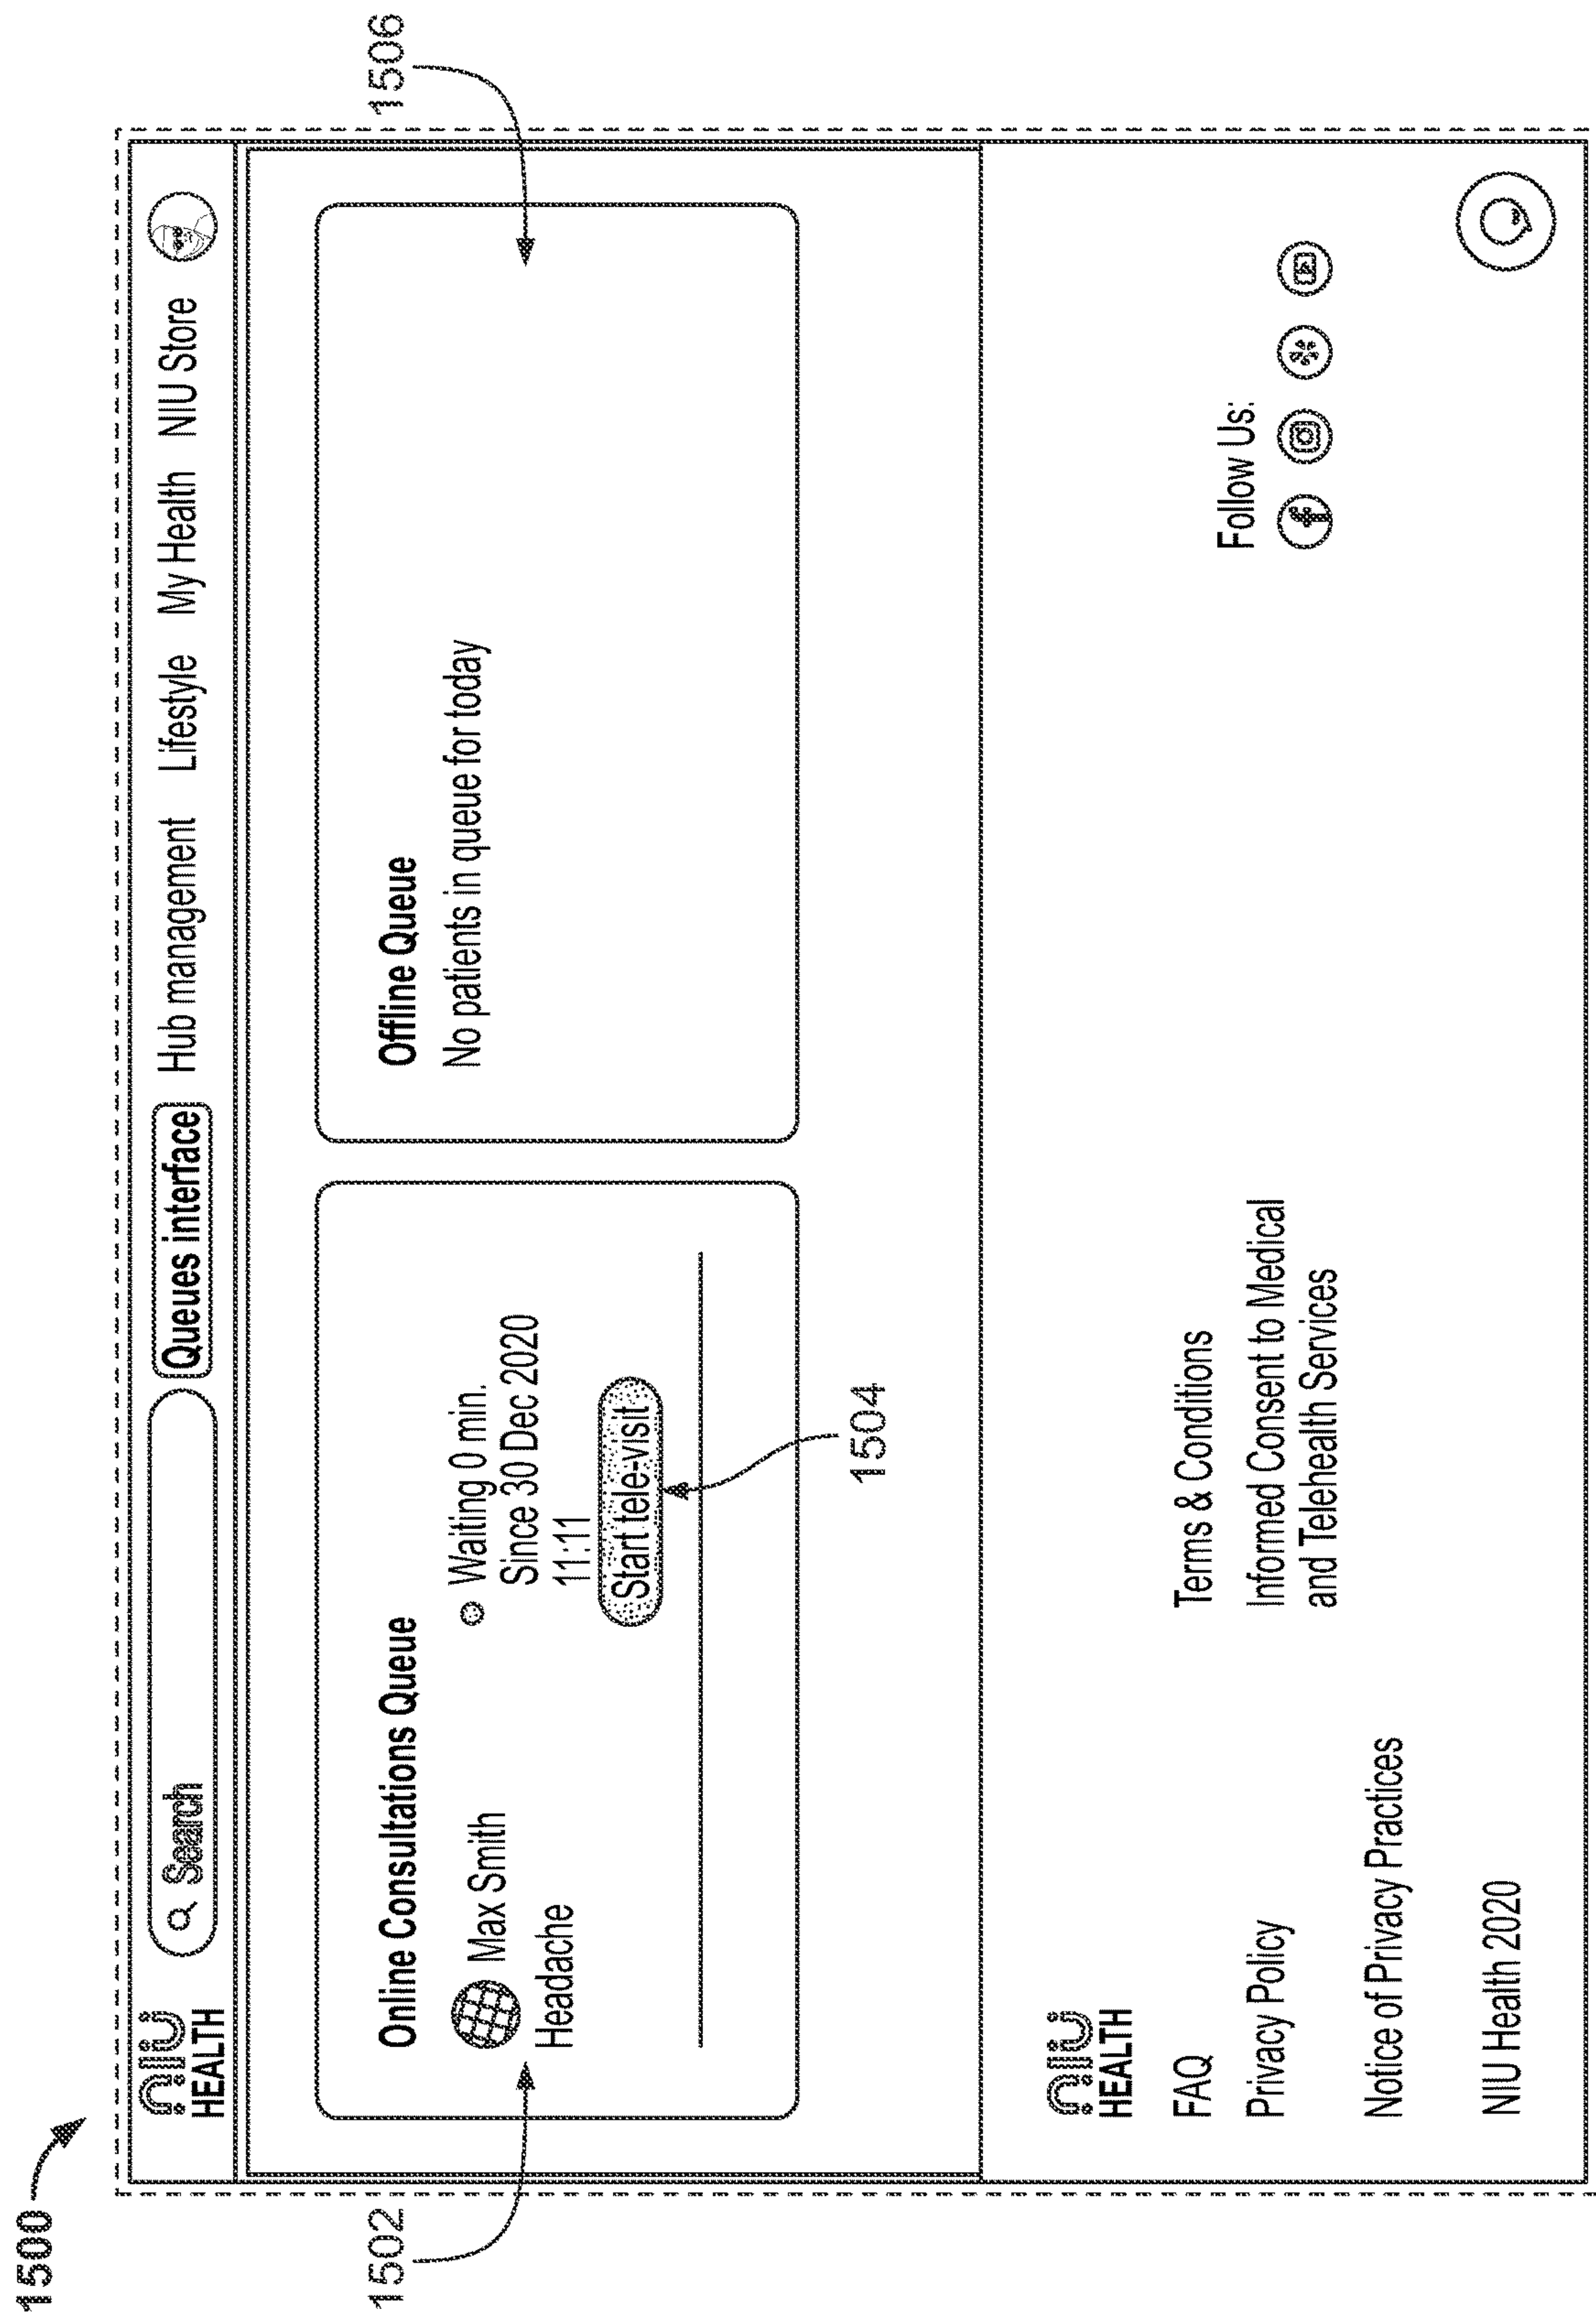 1500
NIU
HEALTH
Search
Queues interface
Hub management
Lifestyle
My Health
NIU Store
1502
1506
Online Consultations Queue
Max Smith
Headache
Waiting 0 min.
Since 30 Dec 2020
11:11
Start tele-visit
1504
Offline Queue
No patients in queue for today
NIU
HEALTH
FAQ
Privacy Policy
Notice of Privacy Practices
NIU Health 2020
Terms & Conditions
Informed Consent to Medical
and Telehealth Services
Follow Us:
f